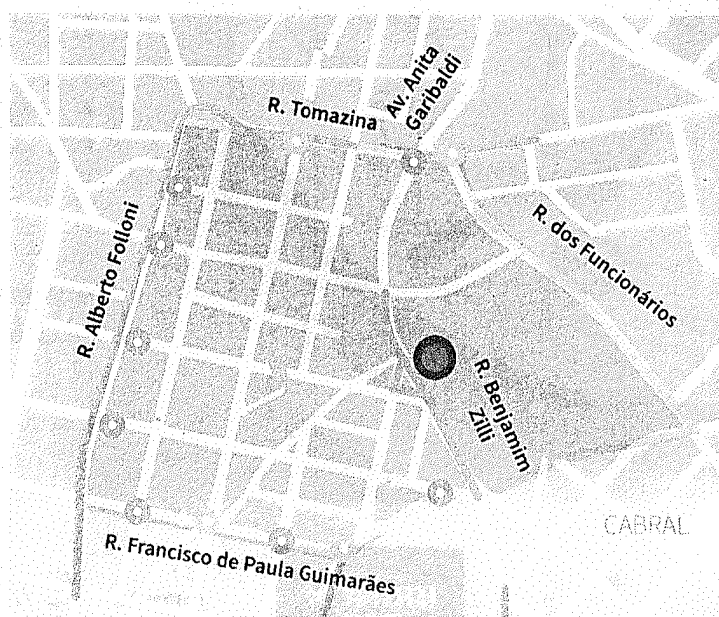 R. Tomazina
Av. Anita
Garibaldi
R. Alberto Folloni
R. dos Funcionários
R. Benjamim
Zilli
CABRAL
R. Francisco de Paula Guimarães